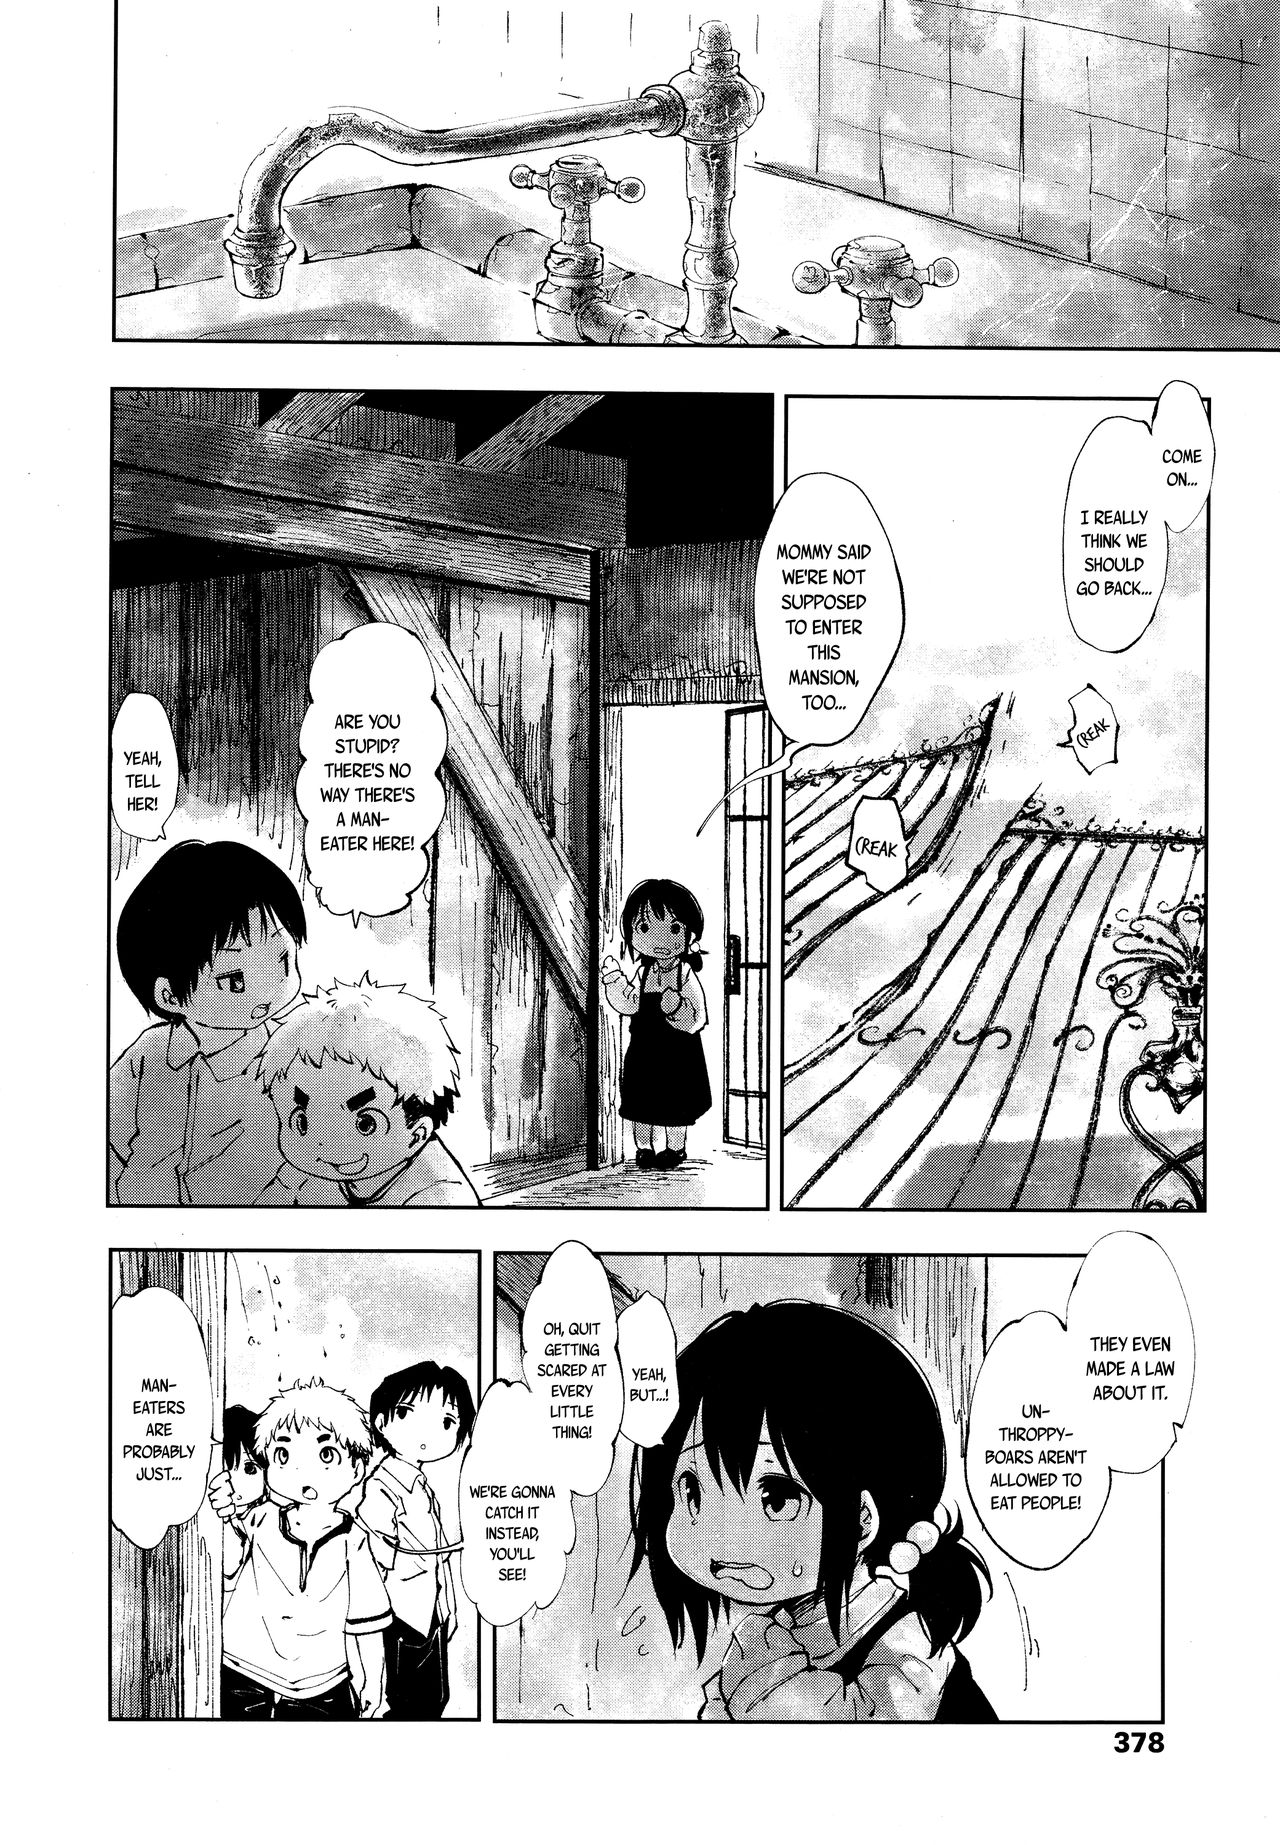 COME
ON...
I REALLY
THINK WE
SHOULD
GO BACK...
CREAK
CREAK
MOMMY SAID
WE'RE NOT
SUPPOSED
TO ENTER
THIS
MANSION,
TOO...
ARE YOU
STUPID?
THERE'S NO
WAY THERE'S
A MAN-
EATER HERE!
YEAH,
TELL
HER!
THEY EVEN
MADE A LAW
ABOUT IT.
UN-
THROPPY-
BOARS AREN'T
ALLOWED TO
EAT PEOPLE!
YEAH,
BUT...!
OH, QUIT
GETTING
SCARED AT
EVERY
LITTLE
THING!
WE'RE GONNA
CATCH IT
INSTEAD,
YOU'LL
SEE!
MAN-
EATERS
ARE
PROBABLY
JUST...
378